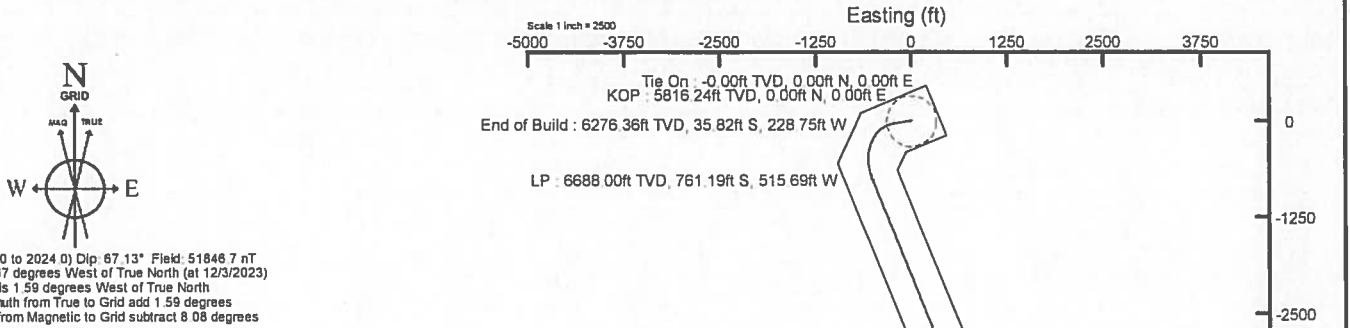 Easting (ft)
Scale 1 inch = 2500
-5000 -3750 -2500 -1250 0 1250 2500 3750
N
GRID
MAG TRUE
W E
Tie On : -0.00ft TVD, 0.00ft N, 0.00ft E
KOP : 5816.24ft TVD, 0.00ft N, 0.00ft E
End of Build : 6276.36ft TVD, 35.82ft S, 228.75ft W
LP : 6688.00ft TVD, 761.19ft S, 515.69ft W
0
-1250
-2500
0 to 2024.0) Dip: 67.13° Field: 51846.7 nT
7 degrees West of True North (at 12/3/2023)
is 1.59 degrees West of True North
muth from True to Grid add 1.59 degrees
from Magnetic to Grid subtract 8.08 degrees